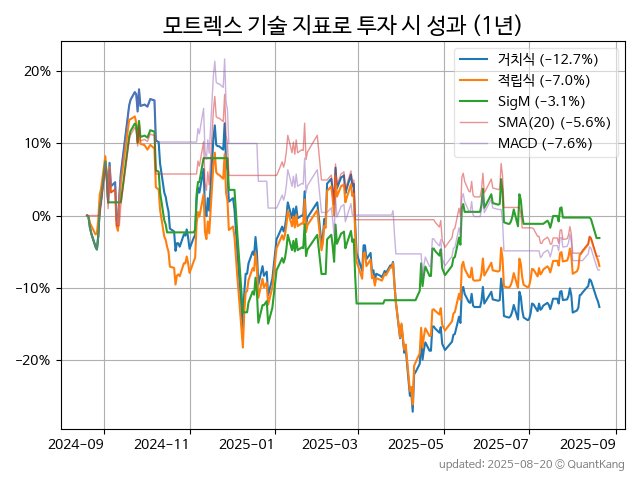 모트렉스 기술 지표로 투자 시 성과 (1년)
거치식 (−12.7%)
적립식 (−7.0%)
SigM (−3.1%)
SMA(20) (−5.6%)
MACD (−7.6%)
20%
10%
0%
−10%
−20%
2024-09 2024-11 2025-01 2025-03 2025-05 2025-07 2025-09
updated: 2025-08-20 © QuantKang